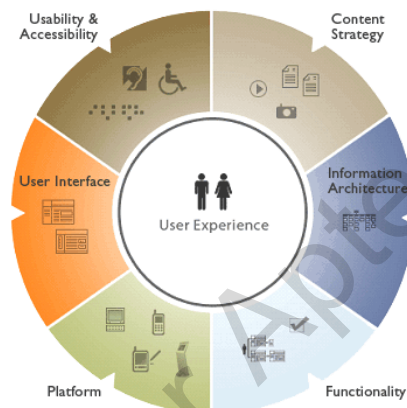 Usability &
Accessibility
Content
Strategy
User Interface
Information
Architecture
User Experience
Platform
Functionality